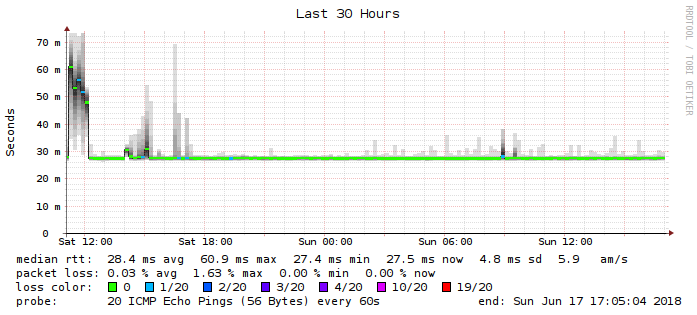 Last 30 Hours
RRDTOOL / TOBI OETIKER
Seconds
70 m
60 m
50 m
40 m
30 m
20 m
10 m
0
Sat 12:00 Sat 18:00 Sun 00:00 Sun 06:00 Sun 12:00
median rtt: 28.4 ms avg 60.9 ms max 27.4 ms min 27.5 ms now 4.8 ms sd 5.9 am/s
packet loss: 0.03 % avg 1.63 % max 0.00 % min 0.00 % now
loss color: 0 1/20 2/20 3/20 4/20 10/20 19/20
probe: 20 ICMP Echo Pings (56 Bytes) every 60s end: Sun Jun 17 17:05:04 2018